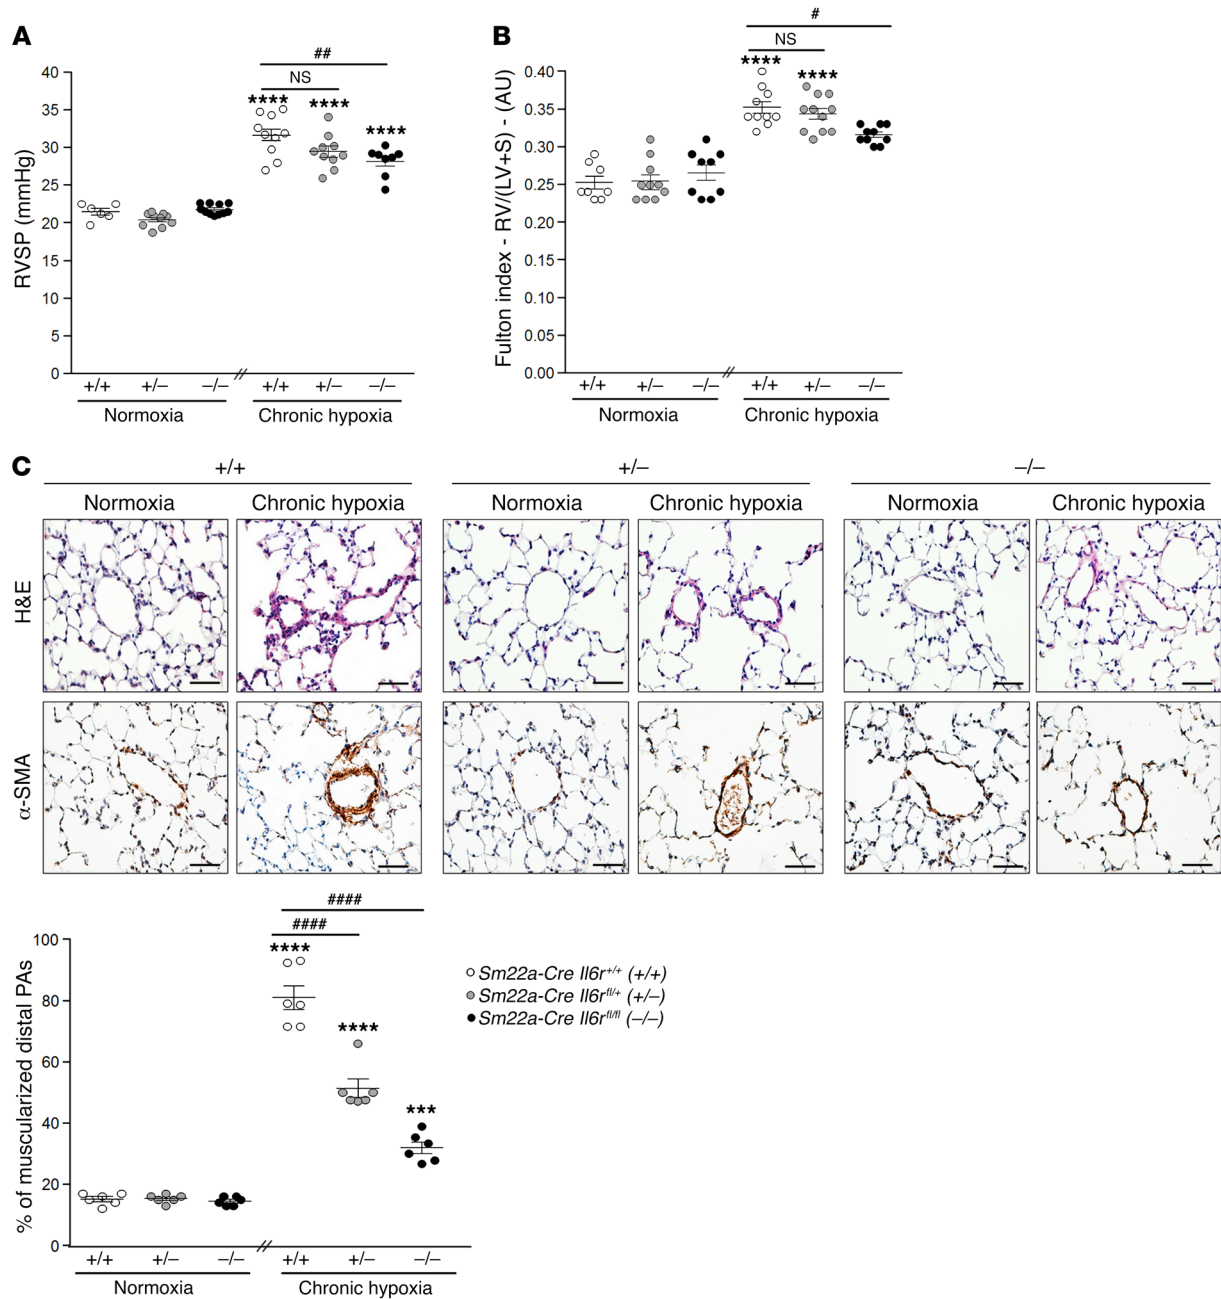 A
##
NS
**** **** ****
RVSP (mmHg)
40
35
30
25
20
15
10
5
0
+/+ +/– –/– +/+ +/– –/–
Normoxia Chronic hypoxia
B
#
NS
**** ****
Fulton index - RV/(LV+S) - (AU)
0.40
0.35
0.30
0.25
0.20
0.15
0.10
0.05
0.00
+/+ +/– –/– +/+ +/– –/–
Normoxia Chronic hypoxia
C
+/+ +/– –/–
Normoxia Chronic hypoxia Normoxia Chronic hypoxia Normoxia Chronic hypoxia
H&E
α-SMA
####
####
**** **** ***
% of muscularized distal PAs
100
80
60
40
20
0
+/+ +/– –/– +/+ +/– –/–
Normoxia Chronic hypoxia
Sm22a-Cre Il6r+/+ (+/+)
Sm22a-Cre Il6rfl/+ (+/–)
Sm22a-Cre Il6rfl/fl (–/–)